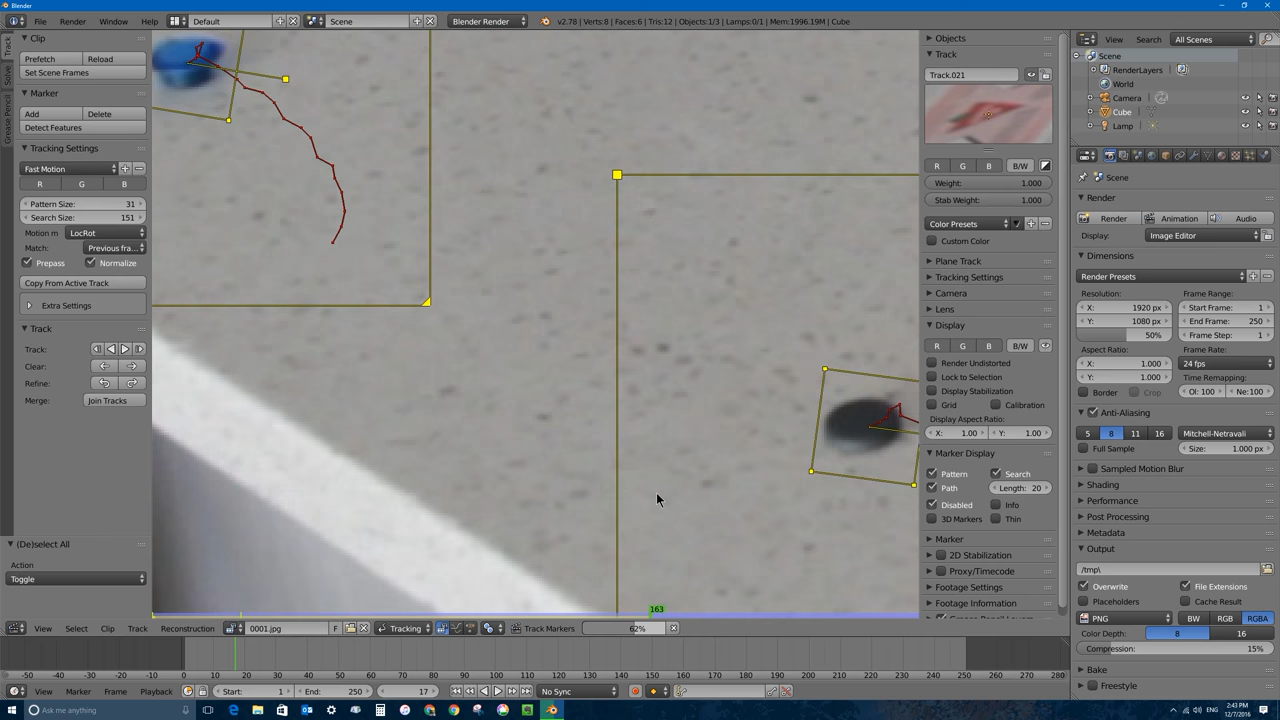 Blender
File Render Window Help Default Scene Blender Render v2.78 | Verts:8 | Faces:6 | Tris:12 | Objects:1/3 | Lamps:0/1 | Mem:1996.19M | Cube
Track
Solve
Grease Pencil
Clip
Prefetch Reload
Set Scene Frames
Marker
Add Delete
Detect Features
Tracking Settings
Fast Motion
R G B
Pattern Size: 31
Search Size: 151
Motion m LocRot
Match: Previous fra...
Prepass Normalize
Copy From Active Track
Extra Settings
Track
Track:
Clear:
Refine:
Merge: Join Tracks
(De)select All
Action
Toggle
163
Objects
Track
Track.021
R G B B/W
Weight: 1.000
Stab Weight: 1.000
Color Presets
Custom Color
Plane Track
Tracking Settings
Camera
Lens
Display
R G B B/W
Render Undistorted
Lock to Selection
Display Stabilization
Grid Calibration
Display Aspect Ratio:
X: 1.00 Y: 1.00
Marker Display
Pattern Search
Path Length: 20
Disabled Info
3D Markers Thin
Marker
2D Stabilization
Proxy/Timecode
Footage Settings
Footage Information
View Search All Scenes
Scene
RenderLayers
World
Camera
Cube
Lamp
Scene
Render
Render Animation Audio
Display: Image Editor
Dimensions
Render Presets
Resolution: Frame Range:
X: 1920 px Start Frame: 1
Y: 1080 px End Frame: 250
50% Frame Step: 1
Aspect Ratio: Frame Rate:
X: 1.000 24 fps
Y: 1.000 Time Remapping:
Border Crop Ol: 100 Ne:100
Anti-Aliasing
5 8 11 16 Mitchell-Netravali
Full Sample Size: 1.000 px
Sampled Motion Blur
Shading
Performance
Post Processing
Metadata
Output
/tmp\
Overwrite File Extensions
Placeholders Cache Result
PNG BW RGB RGBA
Color Depth: 8 16
Compression: 15%
Bake
Freestyle
View Select Clip Track Reconstruction 0001.jpg F Tracking Track Markers 62%
-50 -40 -30 -20 -10 0 10 20 30 40 50 60 70 80 90 100 110 120 130 140 150 160 170 180 190 200 210 220 230 240 250 260 270 280
View Marker Frame Playback Start: 1 End: 250 17 No Sync
Ask me anything ENG 2:43 PM
12/7/2016